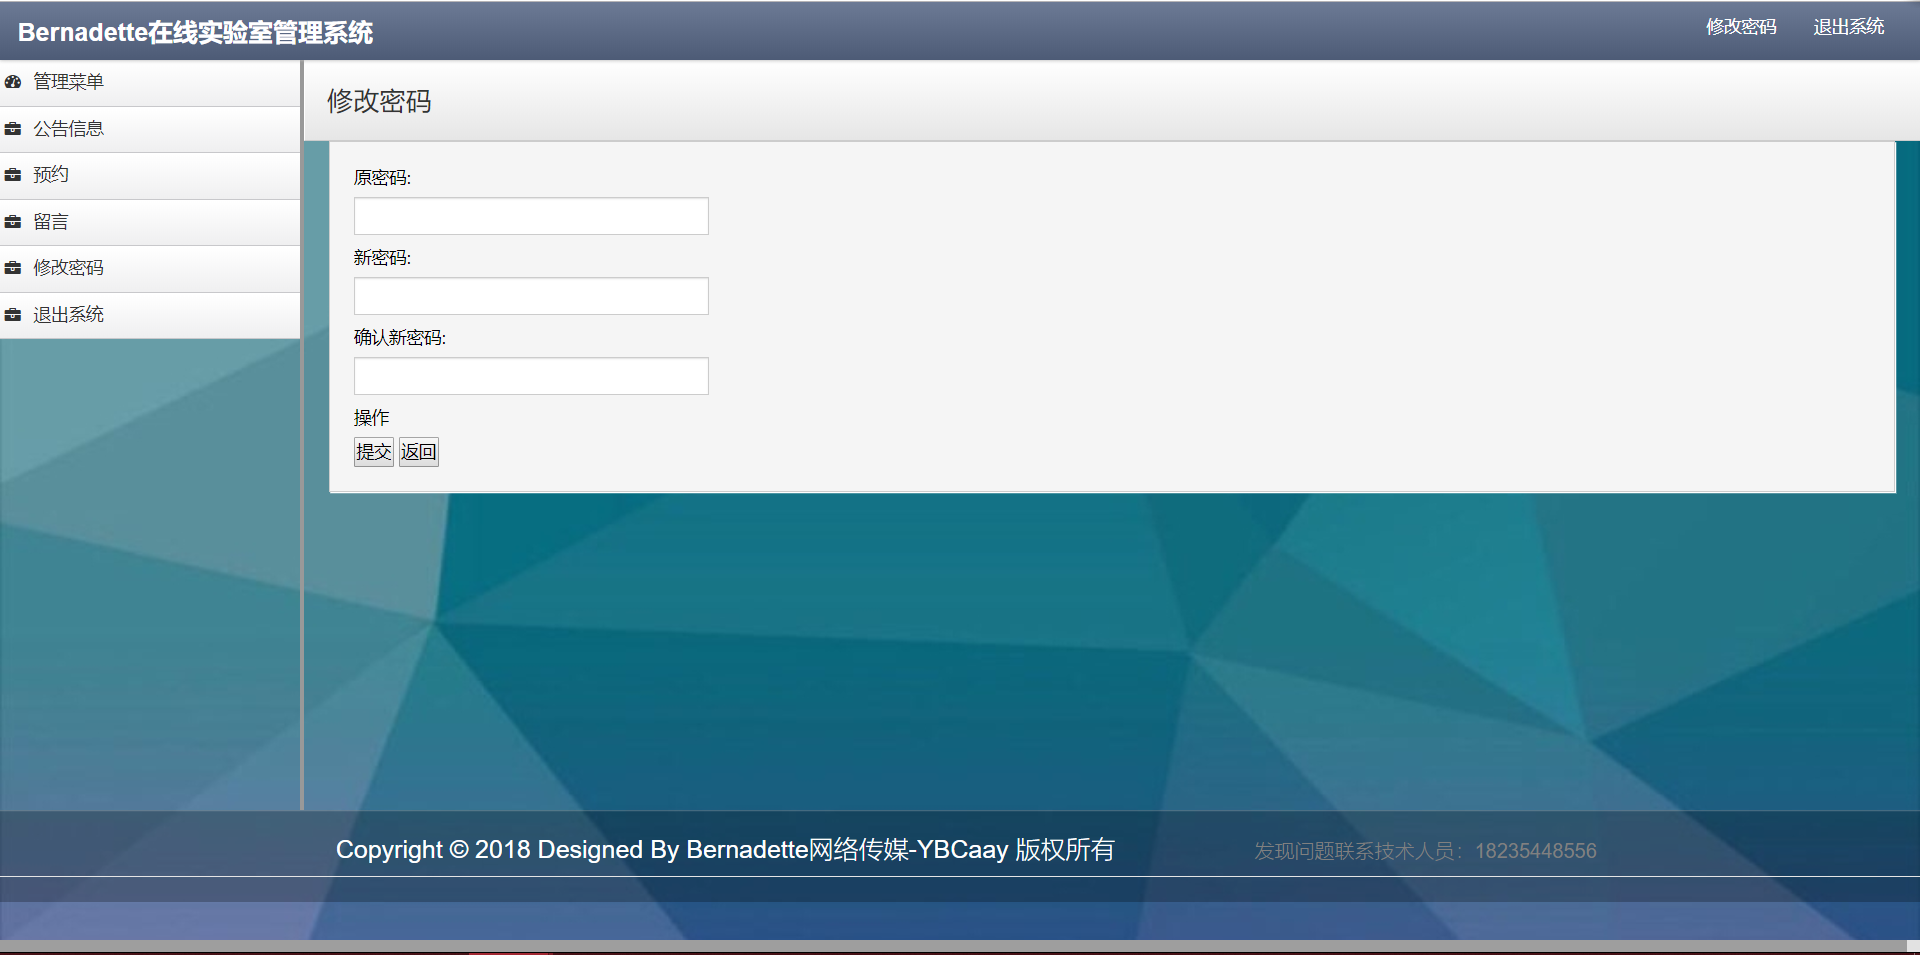 Bernadette在线实验室管理系统
修改密码 退出系统
管理菜单
公告信息
预约
留言
修改密码
退出系统
修改密码
原密码:
新密码:
确认新密码:
操作
提交 返回
Copyright © 2018 Designed By Bernadette网络传媒-YBCaay 版权所有
发现问题联系技术人员：18235448556